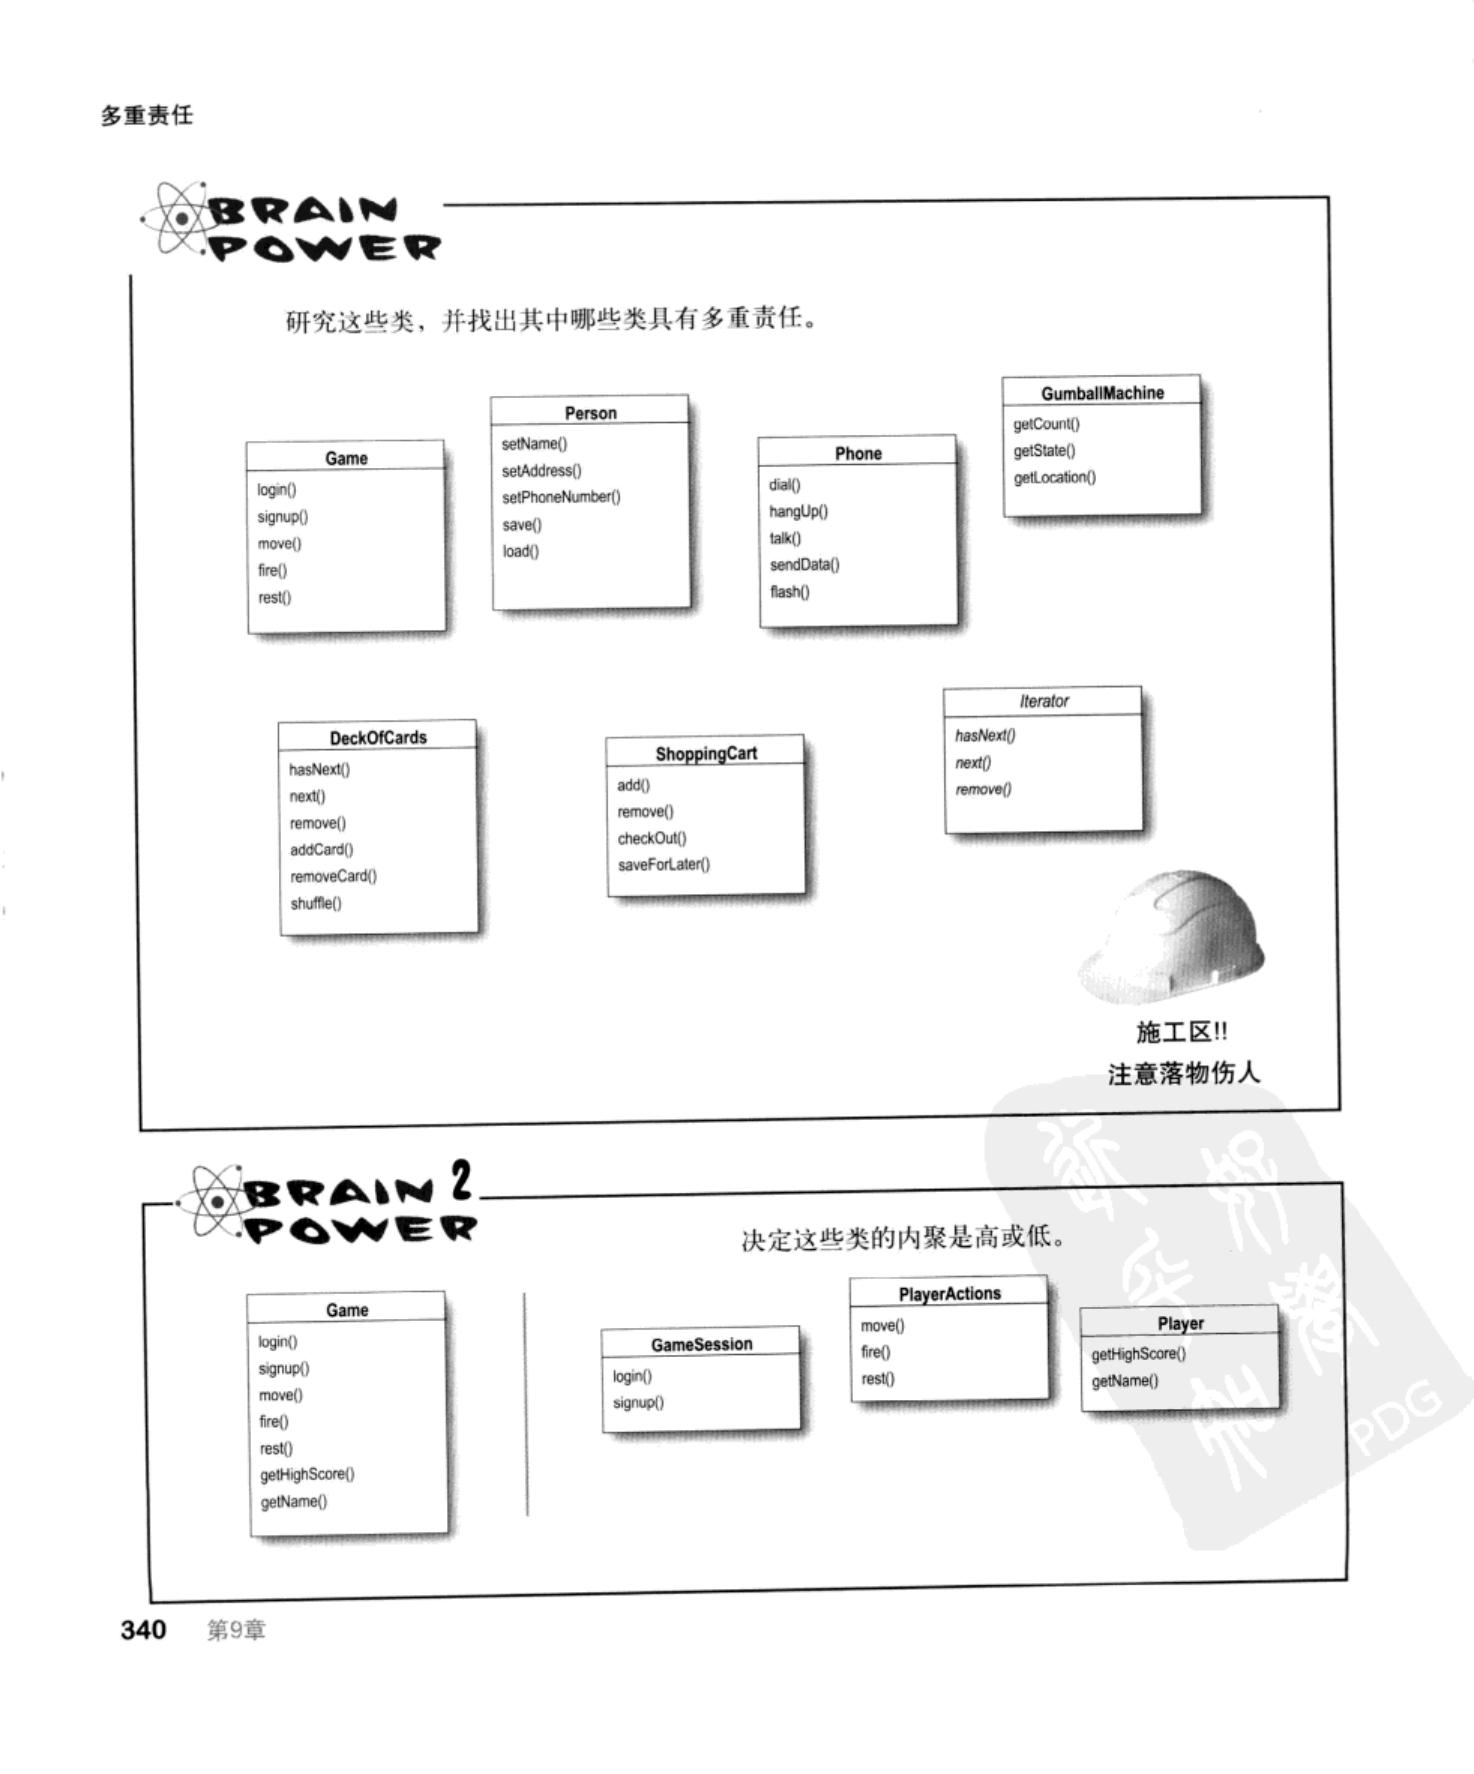 多重责任
BRAIN
POWER
研究这些类，并找出其中哪些类具有多重责任。
Game
login()
signup()
move()
fire()
rest()
Person
setName()
setAddress()
setPhoneNumber()
save()
load()
Phone
dial()
hangUp()
talk()
sendData()
flash()
GumballMachine
getCount()
getState()
getLocation()
DeckOfCards
hasNext()
next()
remove()
addCard()
removeCard()
shuffle()
ShoppingCart
add()
remove()
checkOut()
saveForLater()
Iterator
hasNext()
next()
remove()
施工区!!
注意落物伤人
BRAIN 2
POWER
决定这些类的内聚是高或低。
Game
login()
signup()
move()
fire()
rest()
getHighScore()
getName()
GameSession
login()
signup()
PlayerActions
move()
fire()
rest()
Player
getHighScore()
getName()
PDG
340 第9章